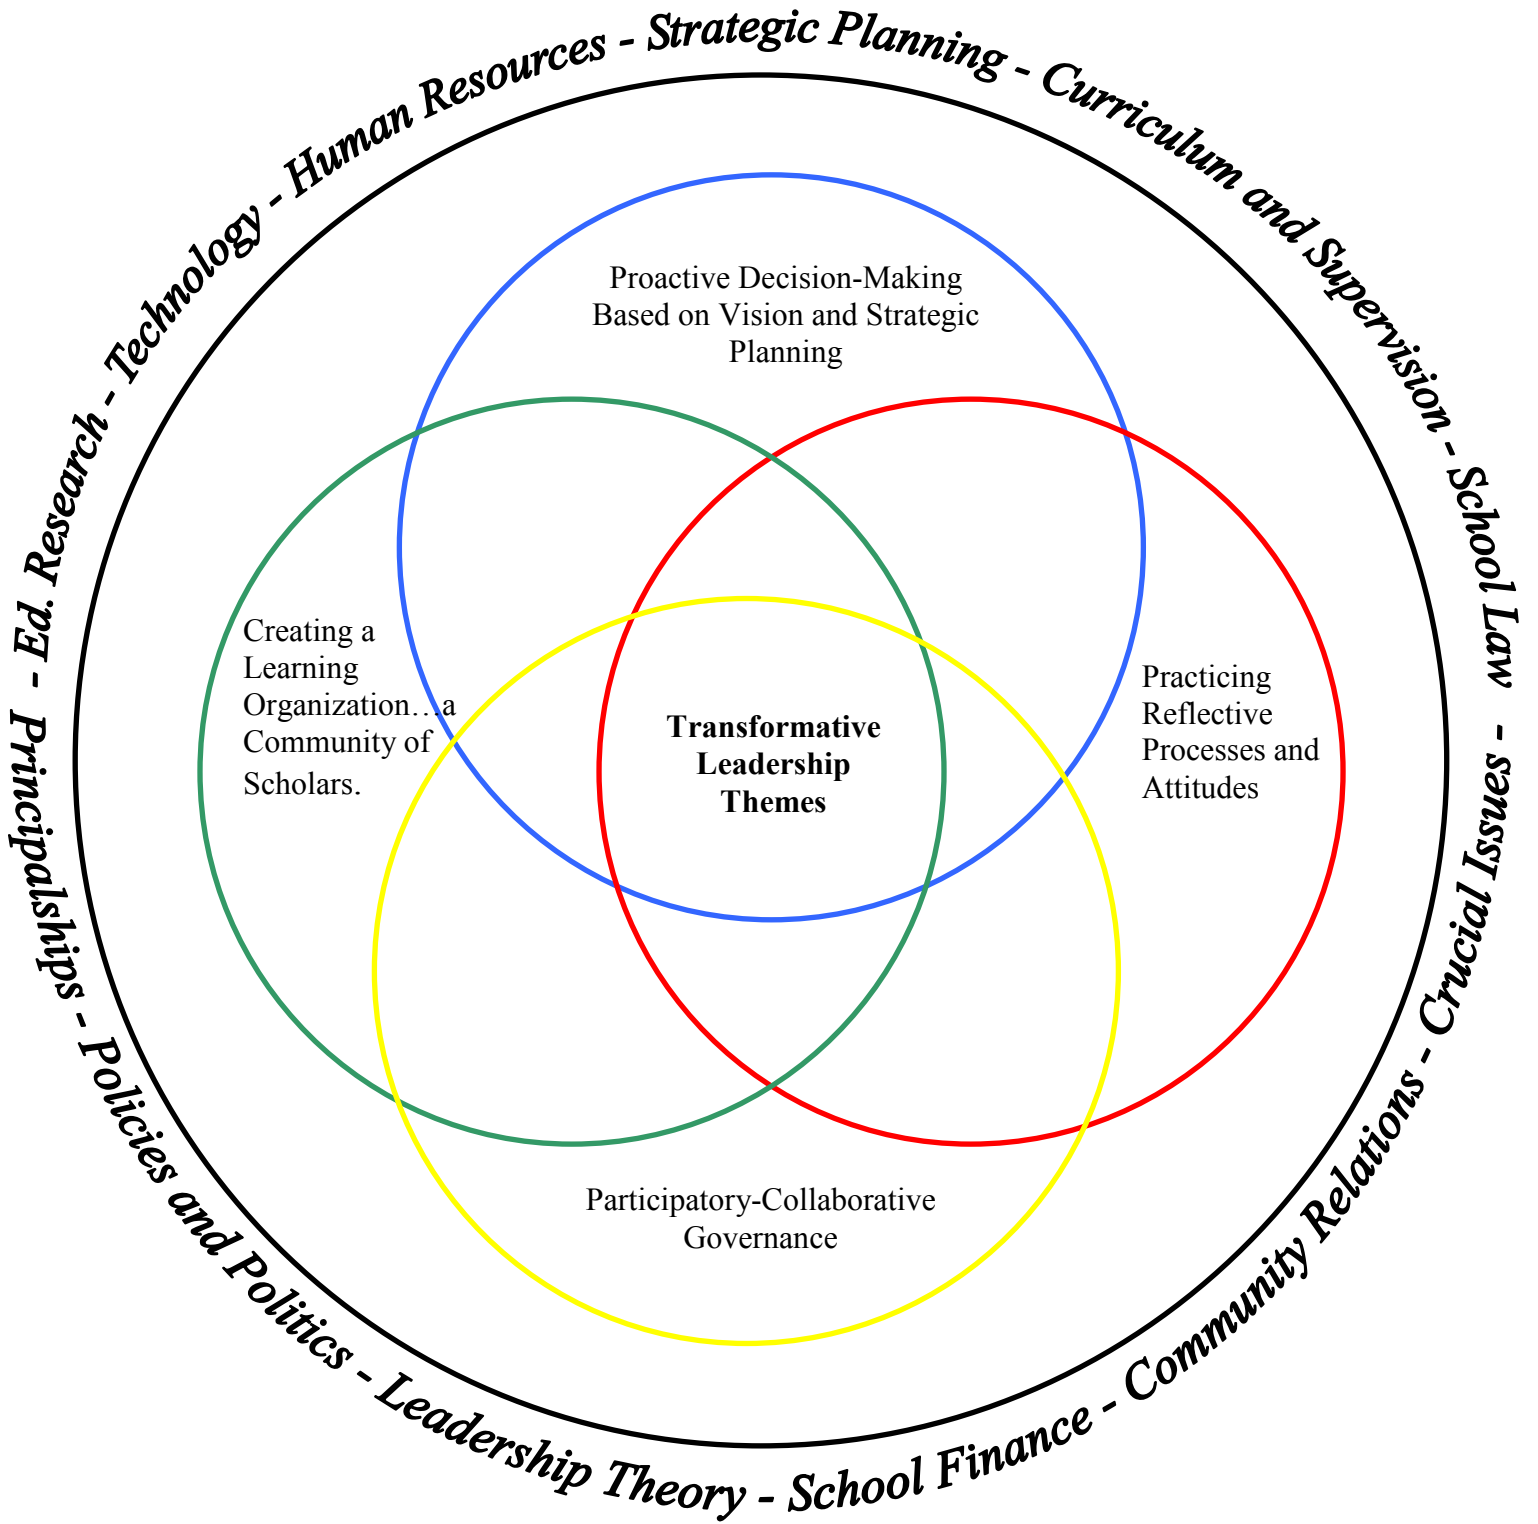 Ed. Research - Technology - Human Resources - Strategic Planning - Curriculum and Supervision - School Law
Proactive Decision-Making
Based on Vision and Strategic
Planning
Creating a
Learning
Organization…a
Community of
Scholars.
Transformative
Leadership
Themes
Practicing
Reflective
Processes and
Attitudes
Participatory-Collaborative
Governance
- Principalships - Policies and Politics - Leadership Theory - School Finance - Community Relations - Crucial Issues -